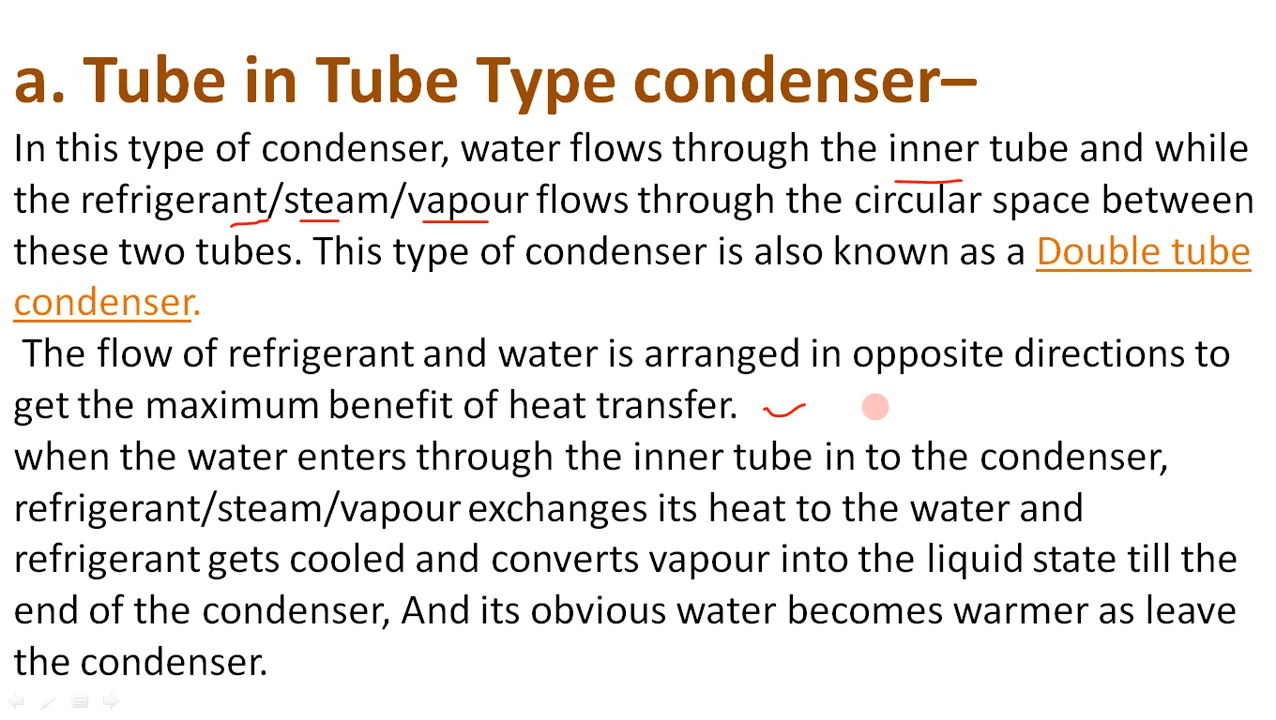 a. Tube in Tube Type condenser–
In this type of condenser, water flows through the inner tube and while
the refrigerant/steam/vapour flows through the circular space between
these two tubes. This type of condenser is also known as a Double tube
condenser.
The flow of refrigerant and water is arranged in opposite directions to
get the maximum benefit of heat transfer.
when the water enters through the inner tube in to the condenser,
refrigerant/steam/vapour exchanges its heat to the water and
refrigerant gets cooled and converts vapour into the liquid state till the
end of the condenser, And its obvious water becomes warmer as leave
the condenser.